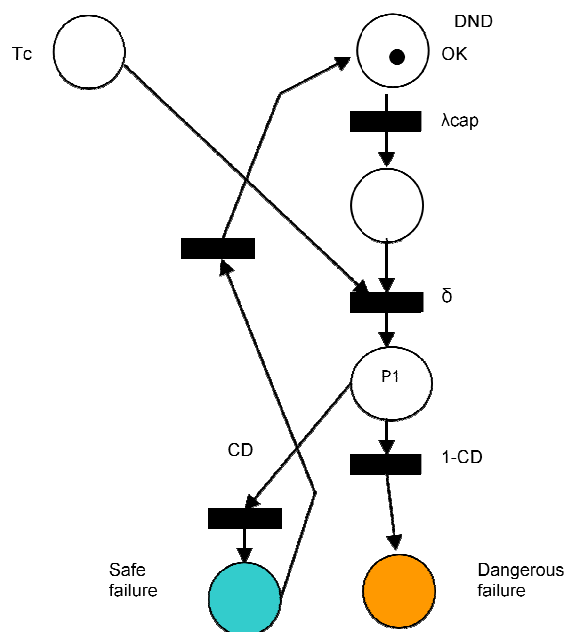 DND
Tc
OK
λcap
δ
P1
CD
1-CD
Safe
failure
Dangerous
failure